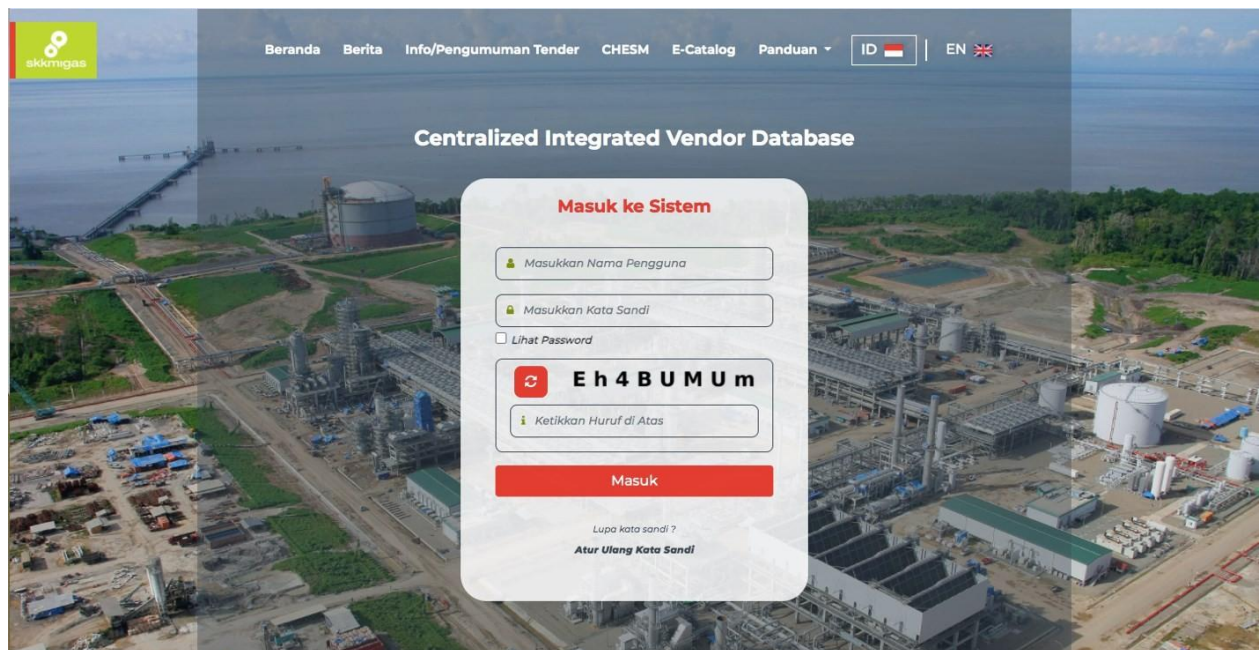 skkmigas
Beranda Berita Info/Pengumuman Tender CHESM E-Catalog Panduan ID EN
Centralized Integrated Vendor Database
Masuk ke Sistem
Masukkan Nama Pengguna
Masukkan Kata Sandi
Lihat Password
Eh4BUMUm
Ketikkan Huruf di Atas
Masuk
Lupa kata sandi ?
Atur Ulang Kata Sandi